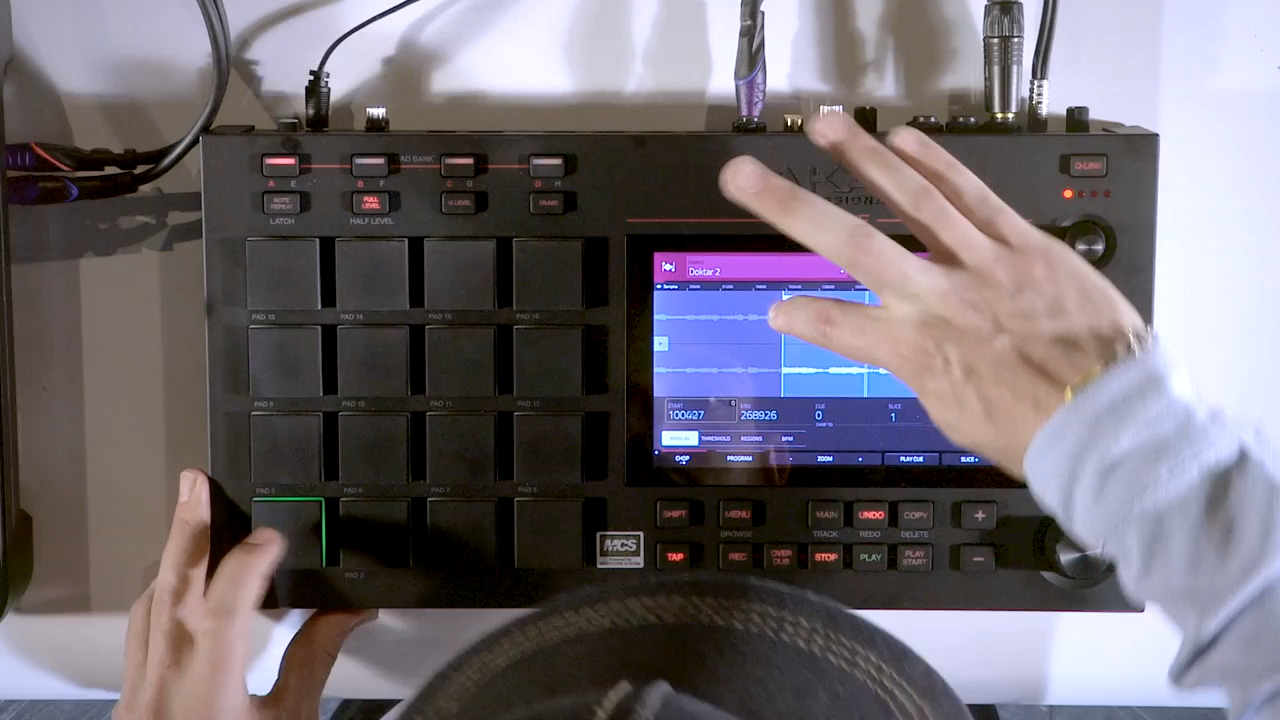 PAD BANK
A E
B F
C G
D H
Q-LINK
NOTE
REPEAT
FULL
LEVEL
16 LEVEL
ERASE
LATCH
HALF LEVEL
Doktar 2
PAD 13
PAD 14
PAD 15
PAD 16
PAD 9
PAD 10
PAD 11
PAD 12
START
100427
END
268926
CUE
0
SLICE
1
MANUAL
THRESHOLD
REGIONS
BPM
CHOP
PROGRAM
- ZOOM +
PLAY CUE
SLICE+
PAD 5
PAD 6
PAD 7
PAD 8
SHIFT
MENU
MAIN
UNDO
COPY
+
BROWSE
TRACK
REDO
DELETE
MCS
TAP
REC
OVER
DUB
STOP
PLAY
PLAY
START
-
PAD 2